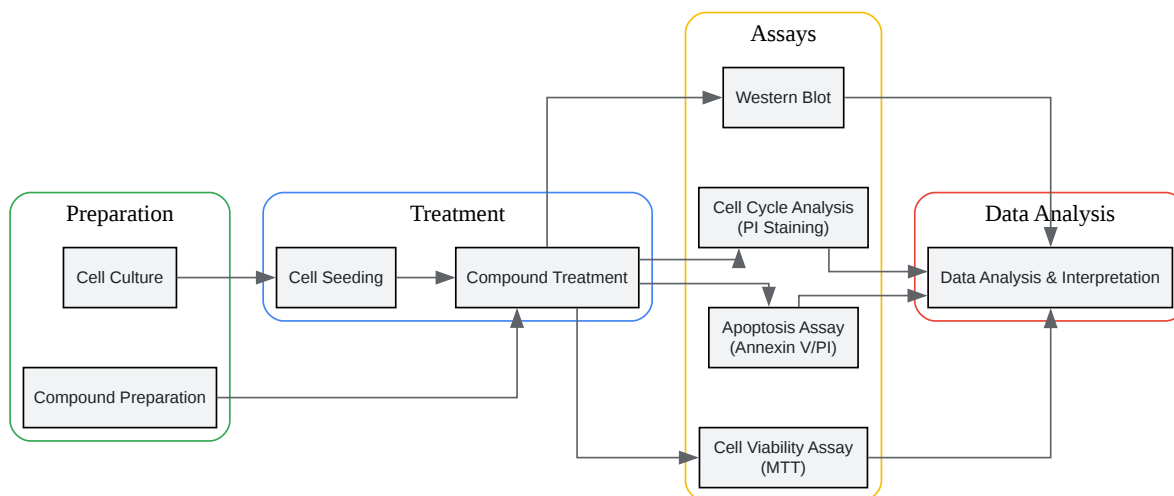 Preparation
Cell Culture
Compound Preparation
Treatment
Cell Seeding
Compound Treatment
Assays
Western Blot
Cell Cycle Analysis
(PI Staining)
Apoptosis Assay
(Annexin V/PI)
Cell Viability Assay
(MTT)
Data Analysis
Data Analysis & Interpretation